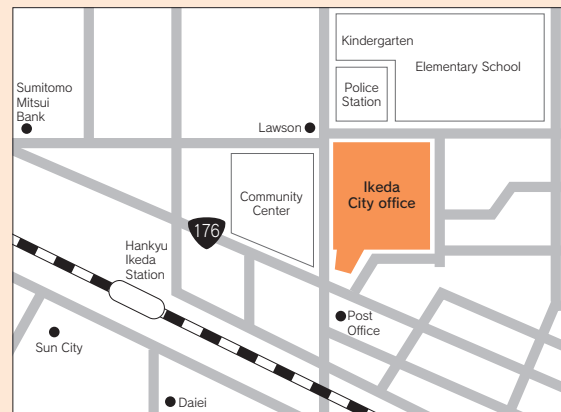 Kindergarten
Elementary School
Police
Station
Sumitomo
Mitsui
Bank
Lawson
Ikeda
City office
Community
Center
176
Hankyu
Ikeda
Station
Post
Office
Sun City
Daiei